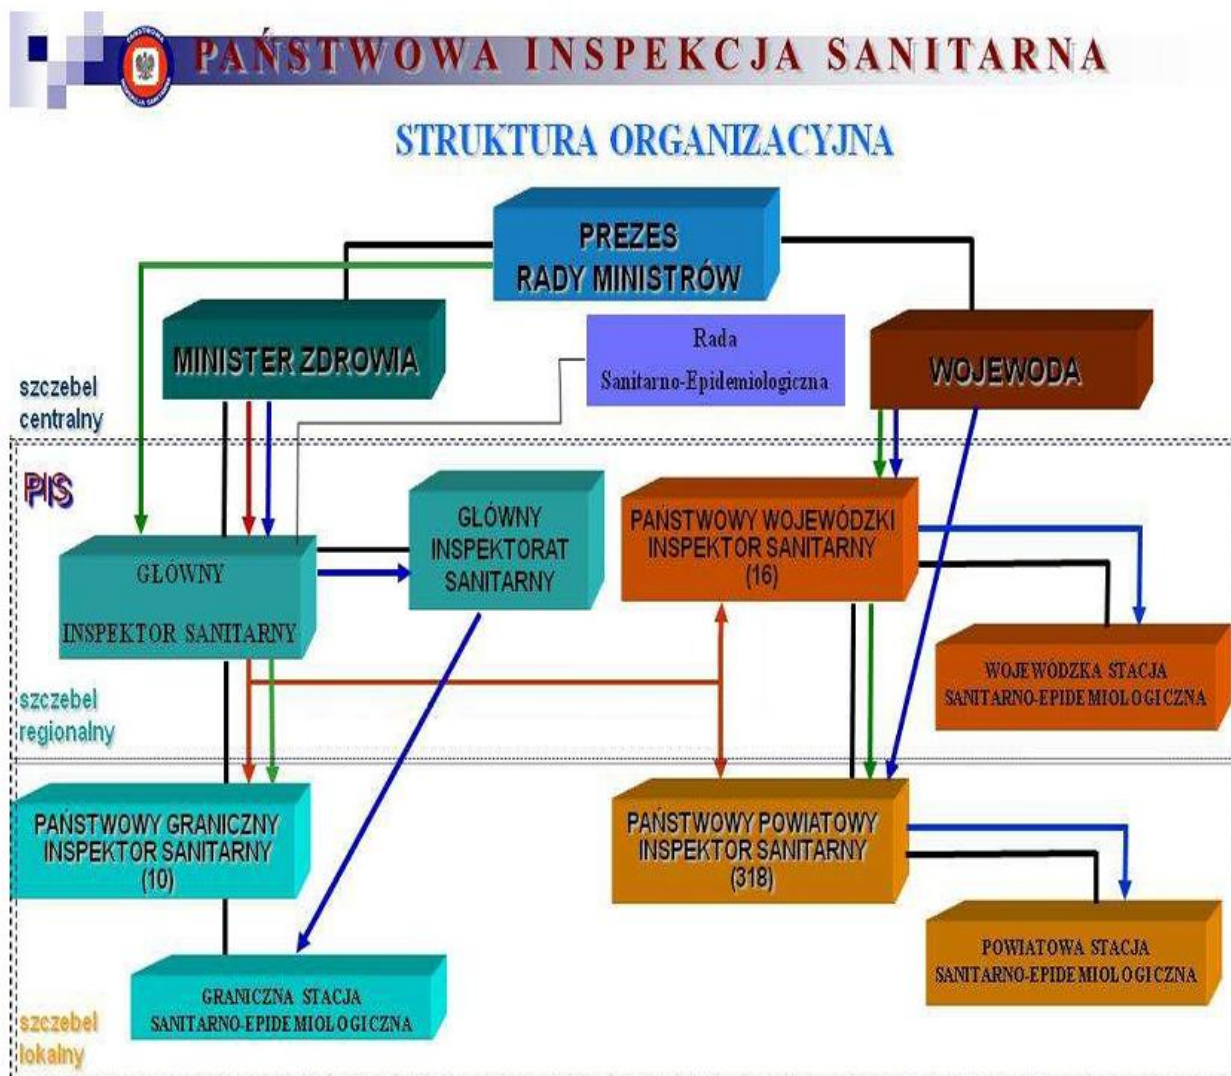 PAŃSTWOWA INSPEKCJA SANITARNA
STRUKTURA ORGANIZACYJNA
PREZES
RADY MINISTRÓW
MINISTER ZDROWIA
Rada
Sanitarno-Epidemiologiczna
WOJEWODA
szczebel
centralny
PIS
GŁÓWNY
INSPEKTOR SANITARNY
GŁÓWNY
INSPEKTORAT
SANITARNY
PAŃSTWOWY WOJEWÓDZKI
INSPEKTOR SANITARNY
(16)
WOJEWÓDZKA STACJA
SANITARNO-EPIDEMIOLOGICZNA
szczebel
regionalny
PAŃSTWOWY GRANICZNY
INSPEKTOR SANITARNY
(10)
PAŃSTWOWY POWIATOWY
INSPEKTOR SANITARNY
(318)
POWIATOWA STACJA
SANITARNO-EPIDEMIOLOGICZNA
GRANICZNA STACJA
SANITARNO-EPIDEMIOLOGICZNA
szczebel
lokalny